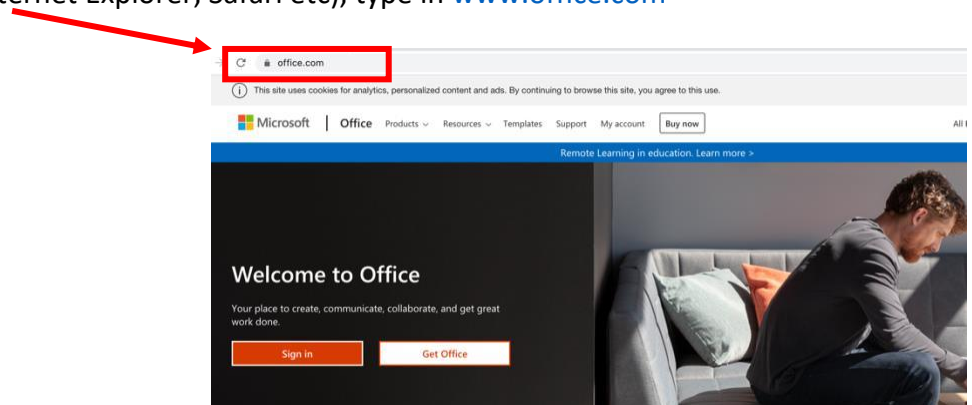 ternet Explorer, Safari etc), type in www.office.com
office.com
This site uses cookies for analytics, personalized content and ads. By continuing to browse this site, you agree to this use.
Microsoft | Office Products Resources Templates Support My account Buy now All
Remote Learning in education. Learn more >
Welcome to Office
Your place to create, communicate, collaborate, and get great
work done.
Sign in Get Office